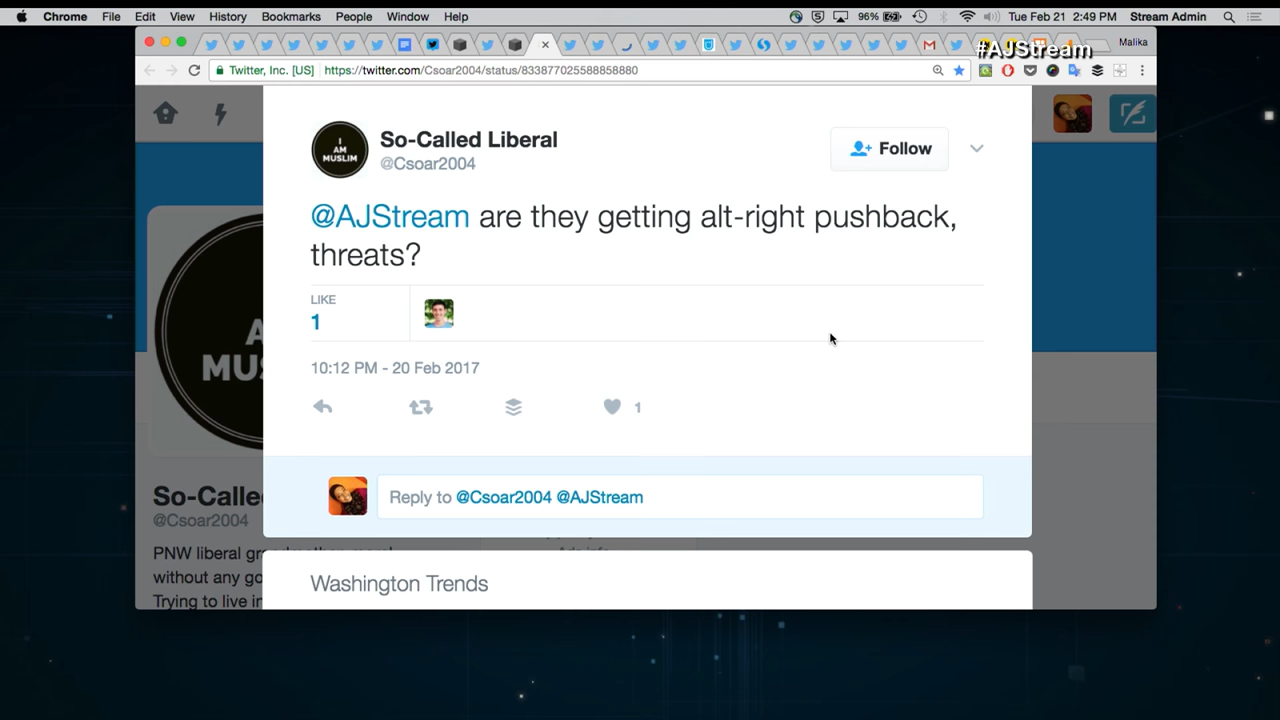 Chrome File Edit View History Bookmarks People Window Help 96% Tue Feb 21 2:49 PM Stream Admin
#AJStream
Malika
Twitter, Inc. [US] https://twitter.com/Csoar2004/status/833877025588858880
I
AM
MUSLIM
So-Called Liberal
@Csoar2004
Follow
@AJStream are they getting alt-right pushback,
threats?
LIKE
1
10:12 PM - 20 Feb 2017
1
Reply to @Csoar2004 @AJStream
So-Calle
@Csoar2004
PNW liberal
without any go
Trying to live in
Washington Trends